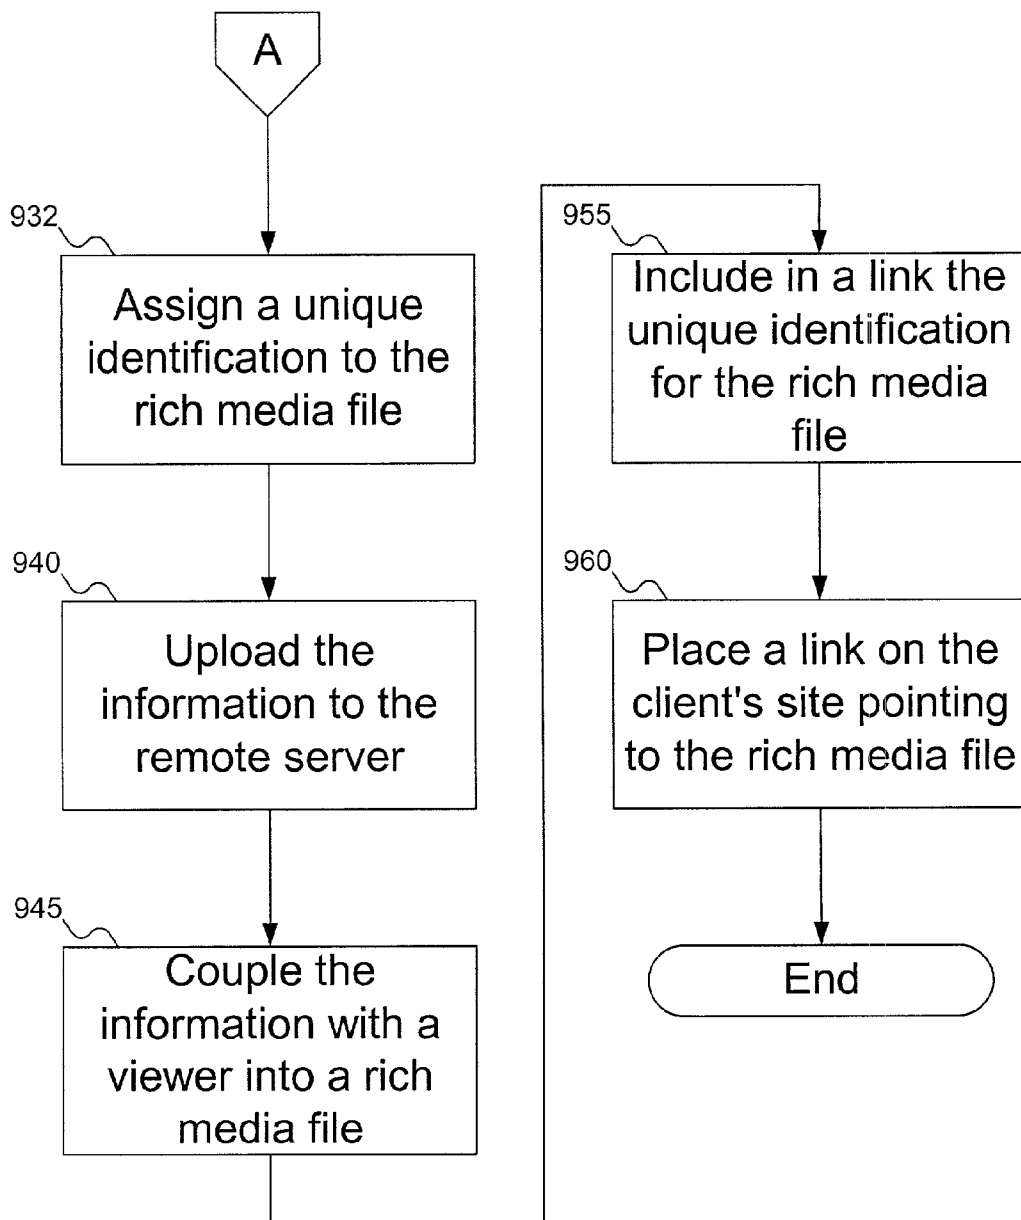 A
932
Assign a unique
identification to the
rich media file
940
Upload the
information to the
remote server
945
Couple the
information with a
viewer into a rich
media file
955
Include in a link the
unique identification
for the rich media
file
960
Place a link on the
client's site pointing
to the rich media file
End